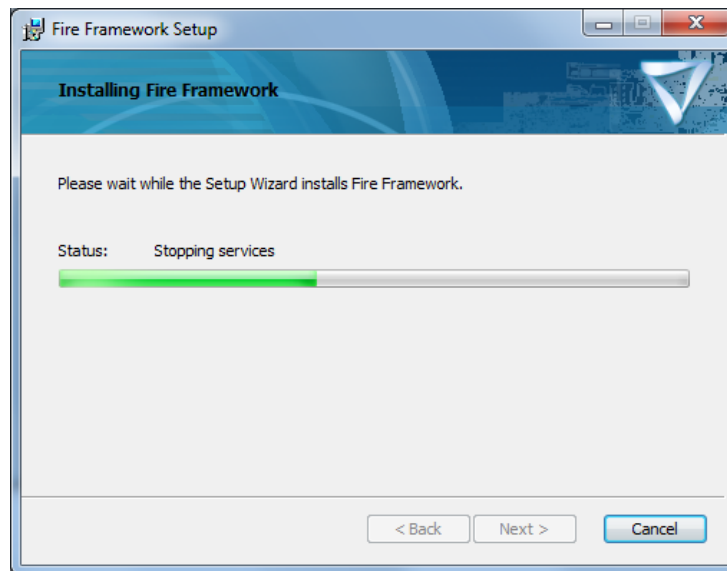 Fire Framework Setup
Installing Fire Framework
Please wait while the Setup Wizard installs Fire Framework.
Status: Stopping services
< Back Next > Cancel